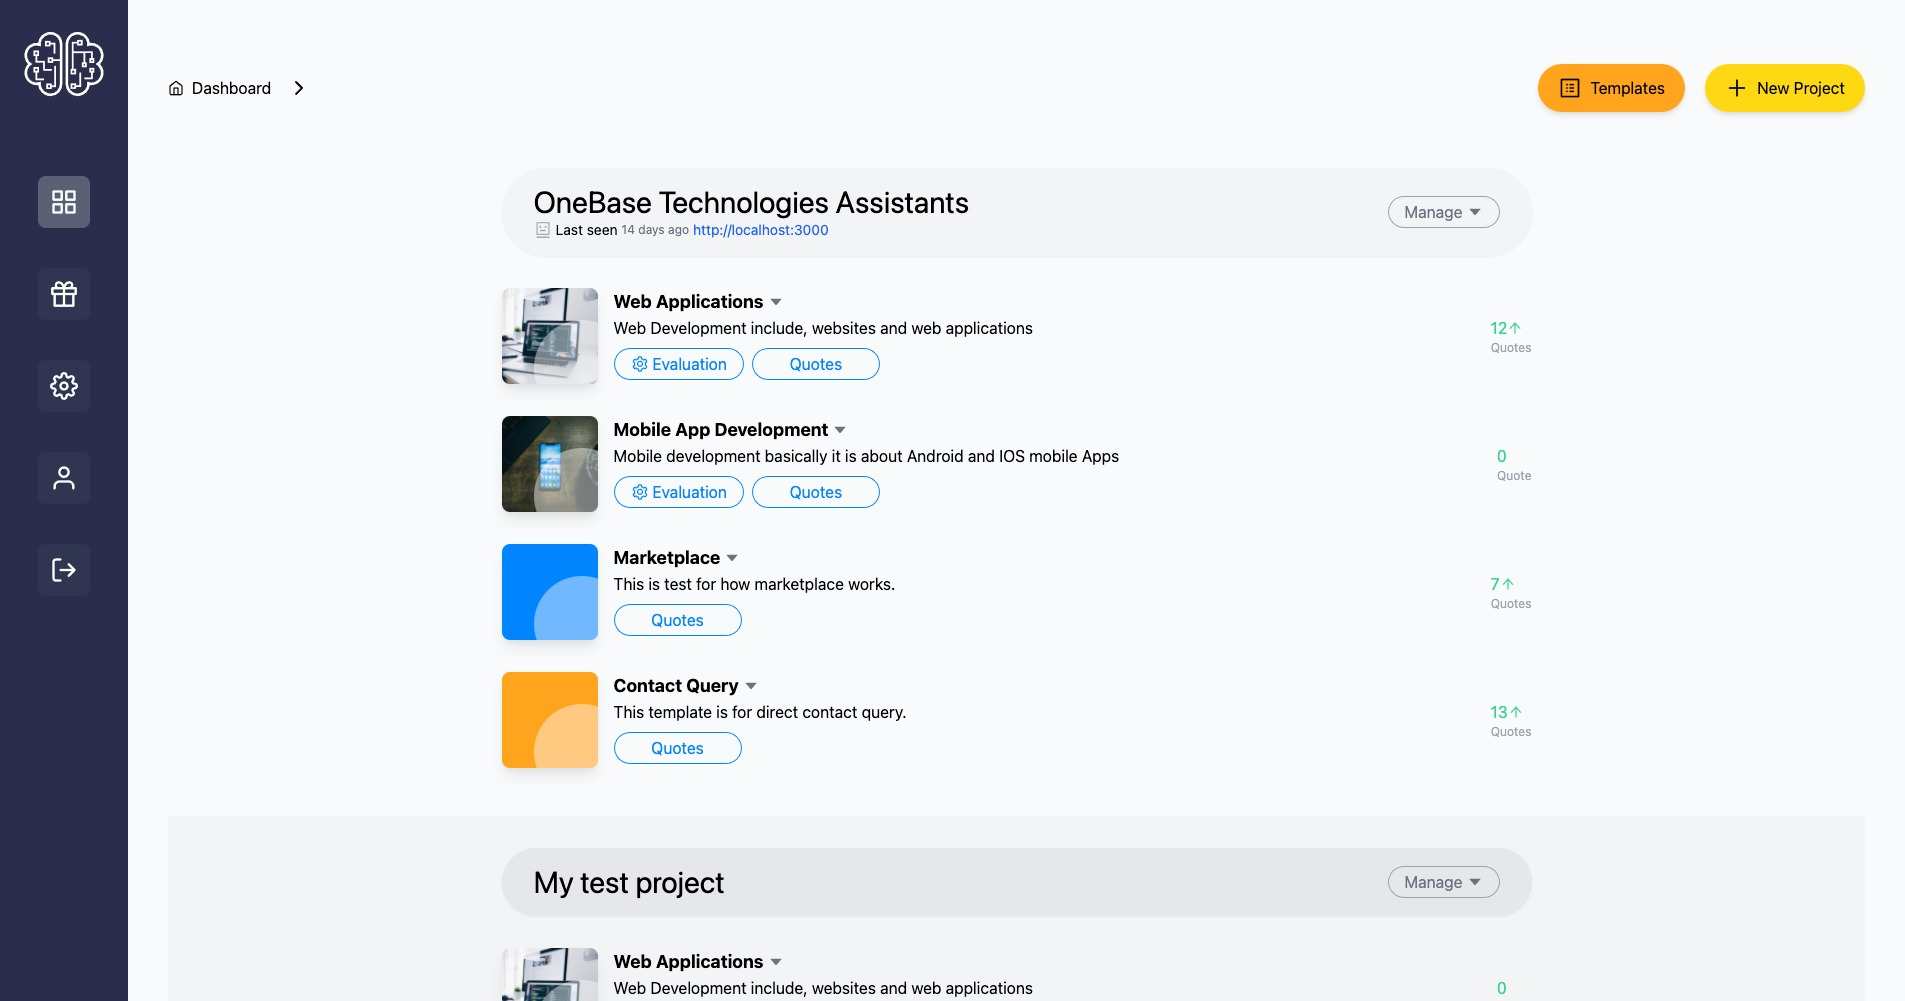 Dashboard
Templates
New Project
OneBase Technologies Assistants
Last seen 14 days ago http://localhost:3000
Manage
Web Applications
Web Development include, websites and web applications
Evaluation
Quotes
12
Quotes
Mobile App Development
Mobile development basically it is about Android and IOS mobile Apps
Evaluation
Quotes
0
Quote
Marketplace
This is test for how marketplace works.
Quotes
7
Quotes
Contact Query
This template is for direct contact query.
Quotes
13
Quotes
My test project
Manage
Web Applications
Web Development include, websites and web applications
0